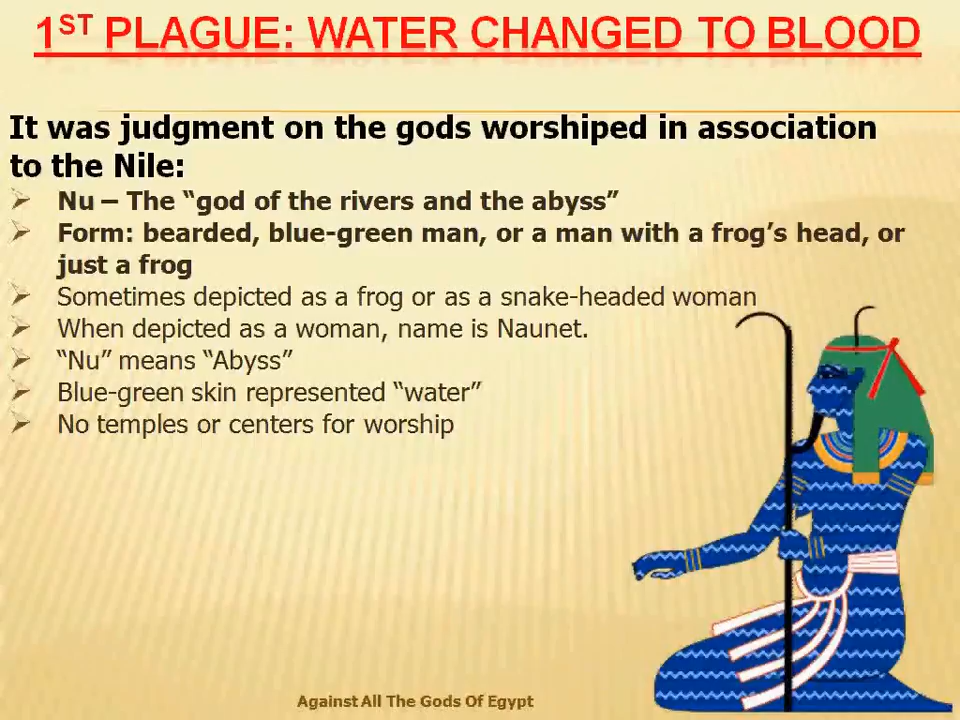 1ST PLAGUE: WATER CHANGED TO BLOOD
It was judgment on the gods worshiped in association
to the Nile:
Nu – The “god of the rivers and the abyss”
Form: bearded, blue-green man, or a man with a frog’s head, or
just a frog
Sometimes depicted as a frog or as a snake-headed woman
When depicted as a woman, name is Naunet.
“Nu” means “Abyss”
Blue-green skin represented “water”
No temples or centers for worship
Against All The Gods Of Egypt